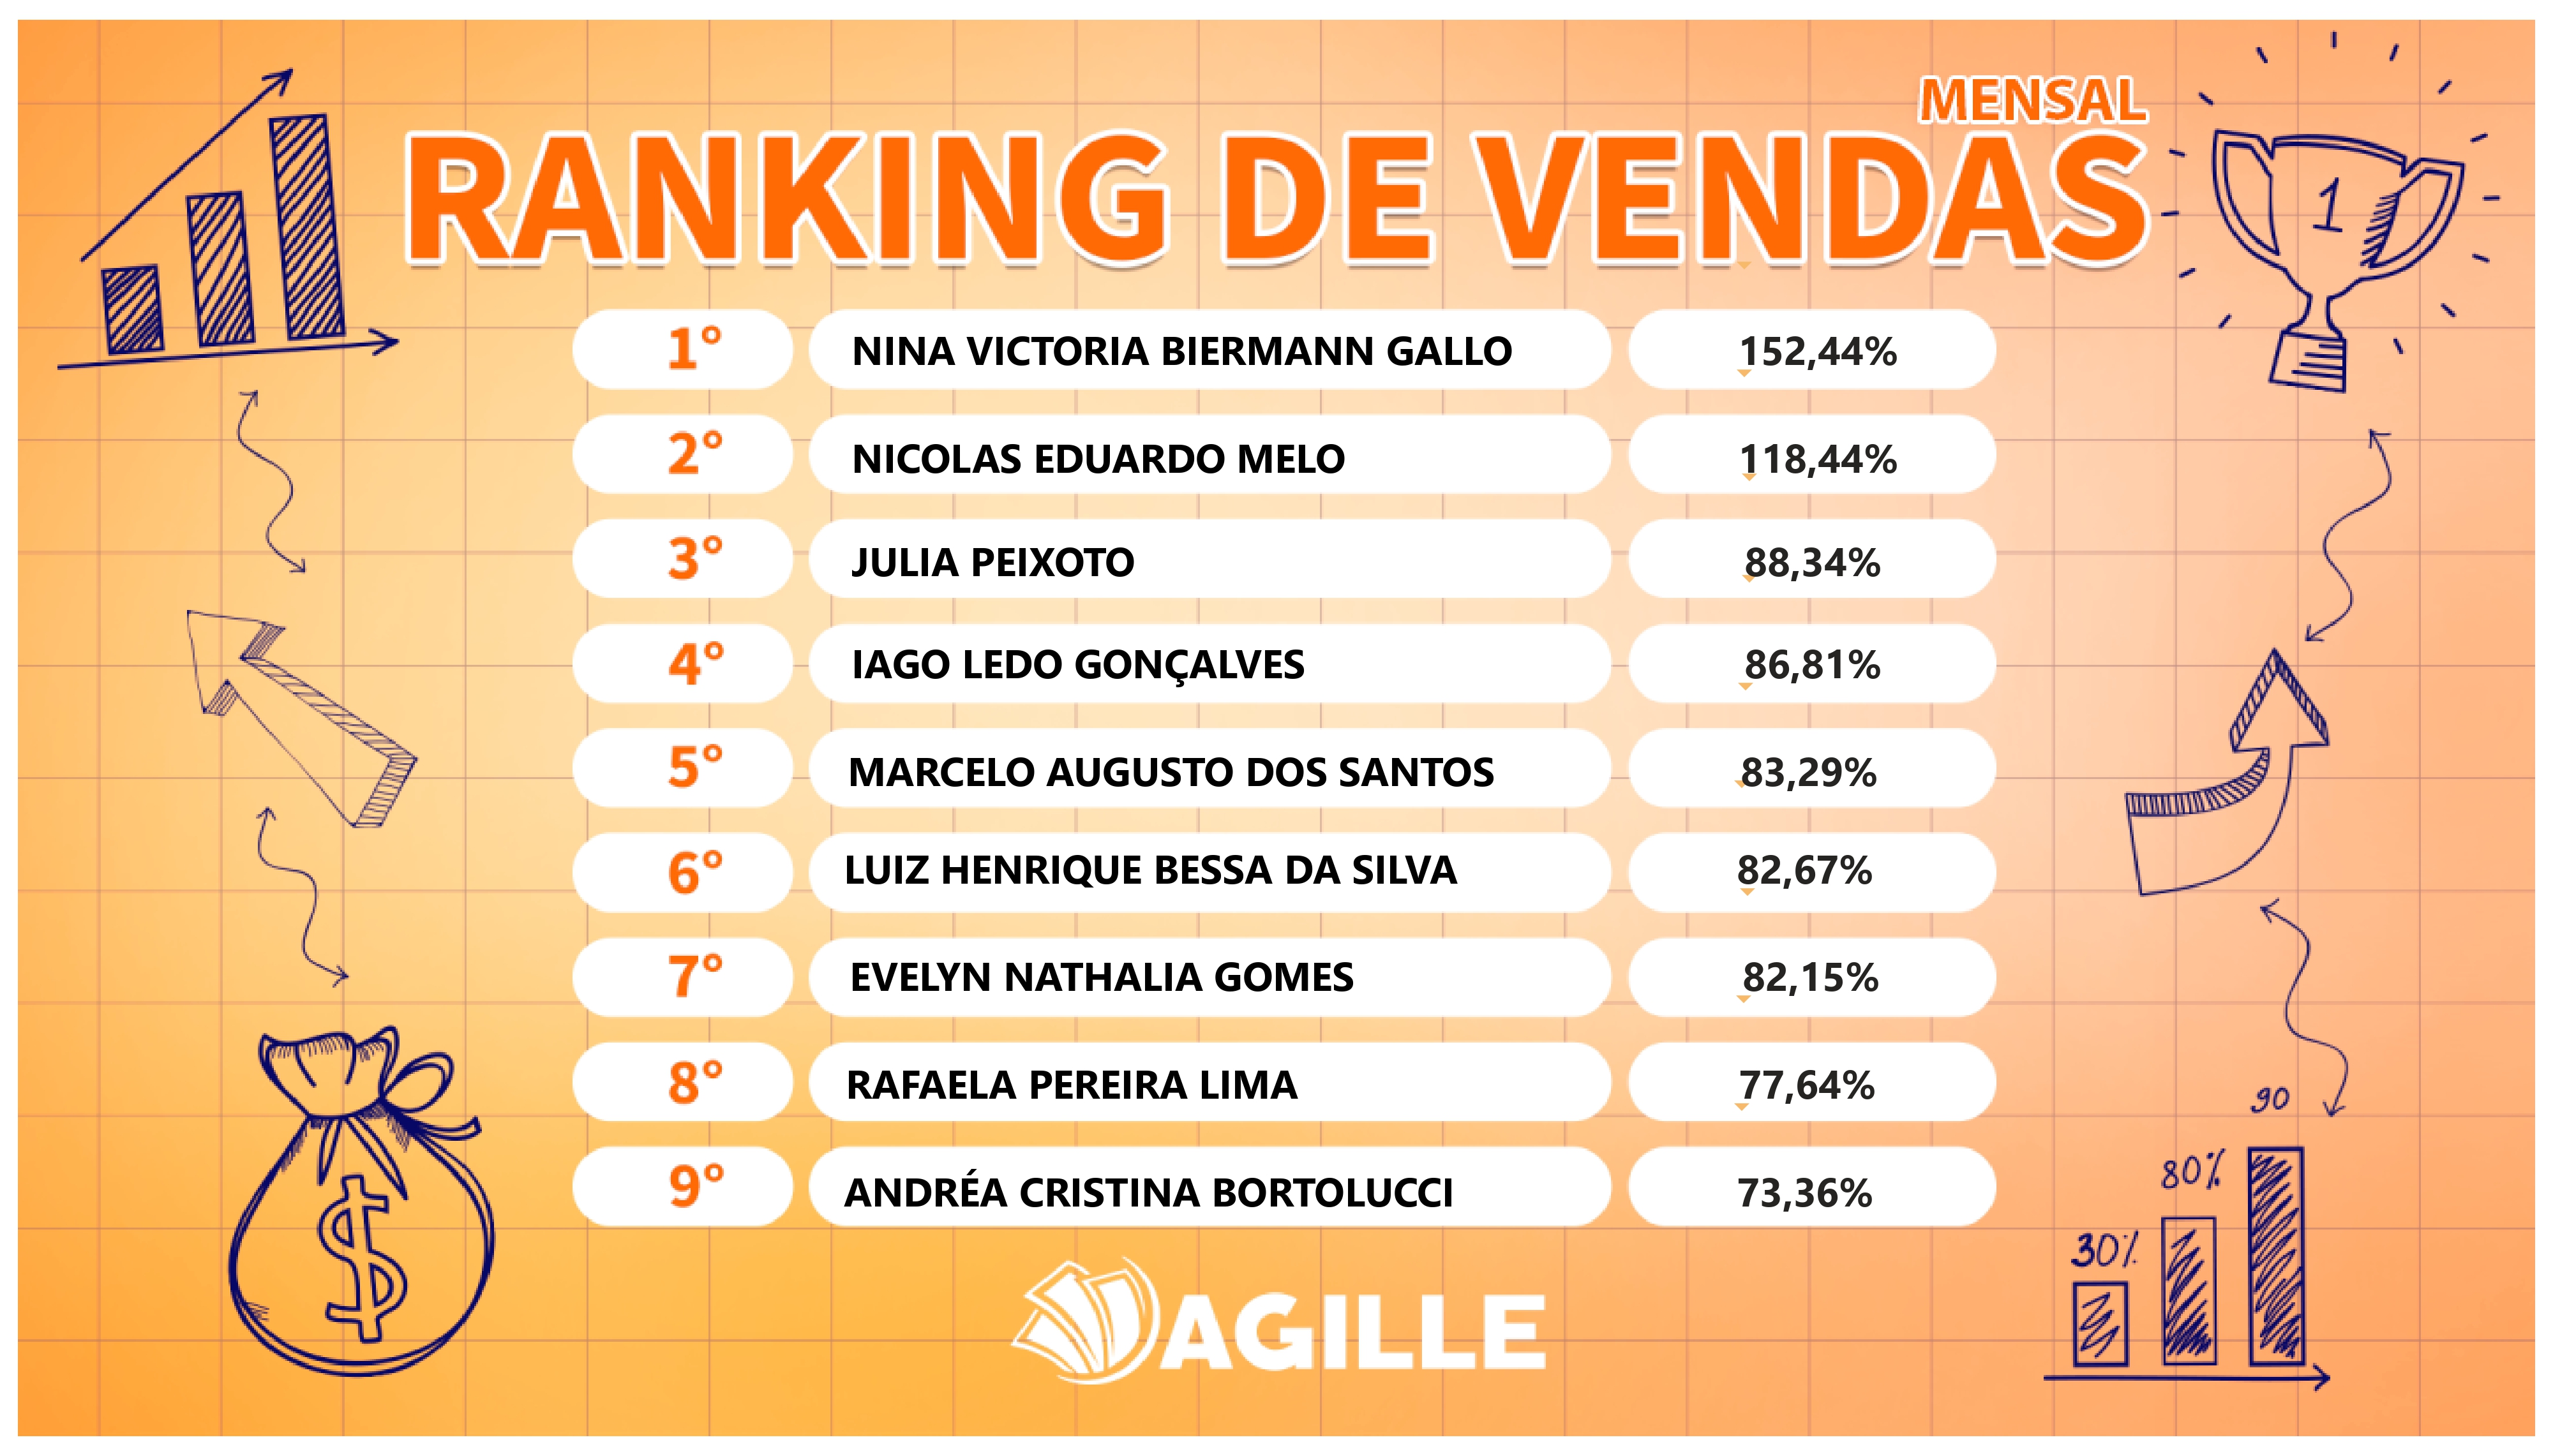 MENSAL
RANKING DE VENDAS
1
1° NINA VICTORIA BIERMANN GALLO 152,44%
2° NICOLAS EDUARDO MELO 118,44%
3° JULIA PEIXOTO 88,34%
4° IAGO LEDO GONÇALVES 86,81%
5° MARCELO AUGUSTO DOS SANTOS 83,29%
6° LUIZ HENRIQUE BESSA DA SILVA 82,67%
7° EVELYN NATHALIA GOMES 82,15%
8° RAFAELA PEREIRA LIMA 77,64%
9° ANDRÉA CRISTINA BORTOLUCCI 73,36%
$
90
80%
30%
AGILLE